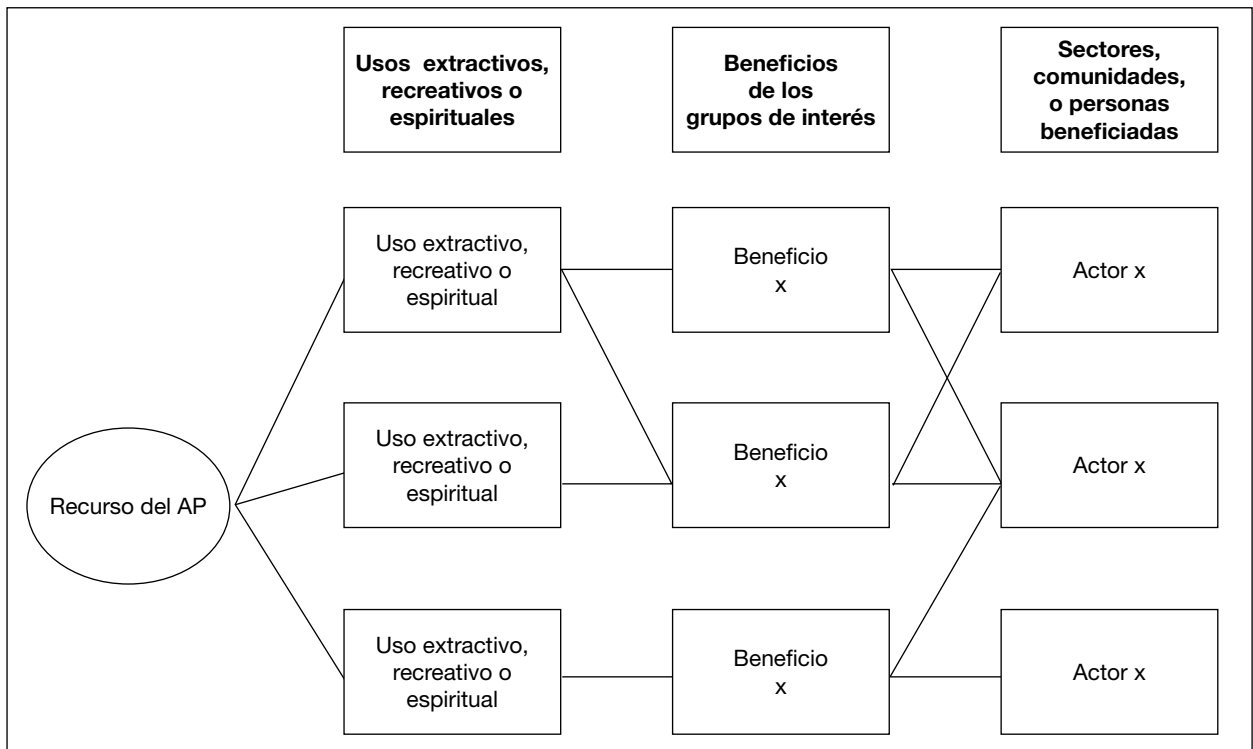 Usos extractivos,
recreativos o
espirituales
Beneficios
de los
grupos de interés
Sectores,
comunidades,
o personas
beneficiadas
Uso extractivo,
recreativo o
espiritual
Beneficio
x
Actor x
Recurso del AP
Uso extractivo,
recreativo o
espiritual
Beneficio
x
Actor x
Uso extractivo,
recreativo o
espiritual
Beneficio
x
Actor x